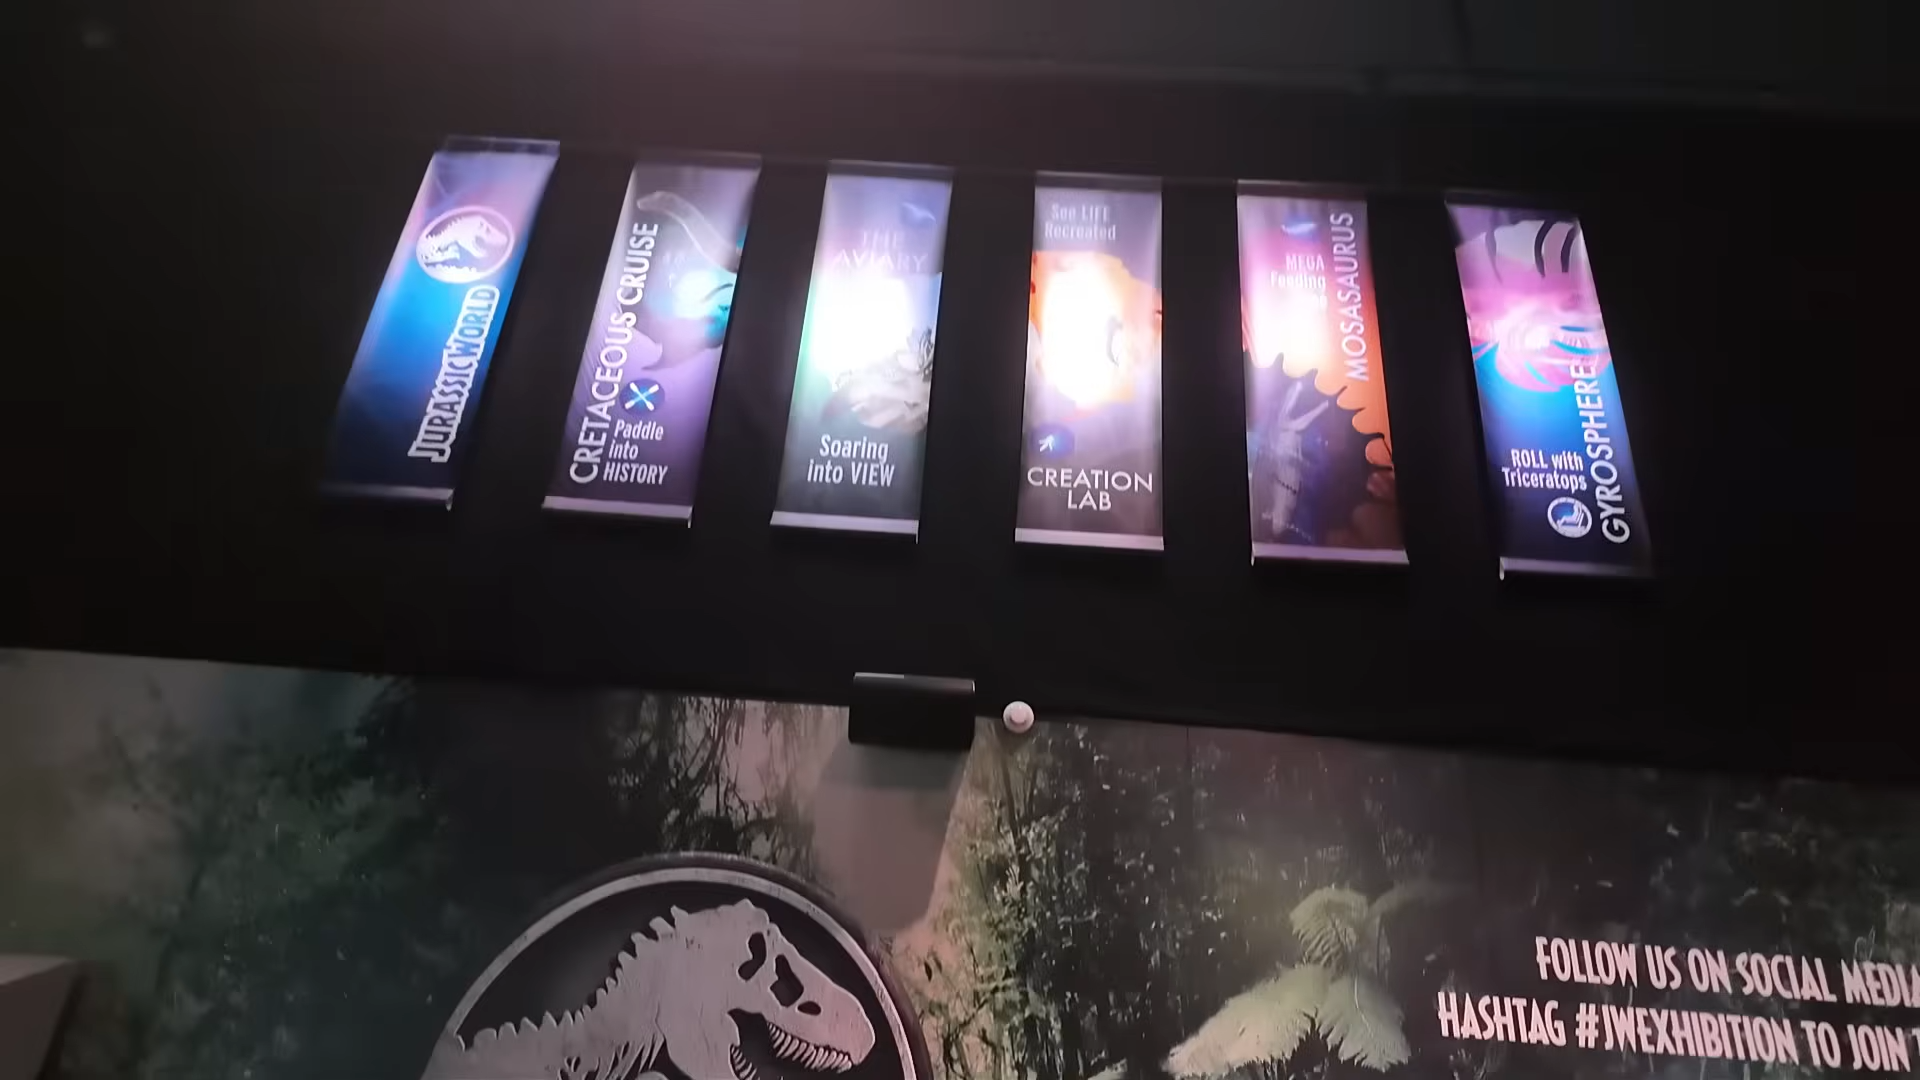 JURASSIC WORLD
CRETACEOUS CRUISE
Paddle
into
HISTORY
THE
AVIARY
Soaring
into VIEW
See LIFE
Recreated
CREATION
LAB
MEGA
Feeding
MOSASAURUS
ROLL with
Triceratops
GYROSPHERE
FOLLOW US ON SOCIAL MEDIA
HASHTAG #JWEXHIBITION TO JOIN